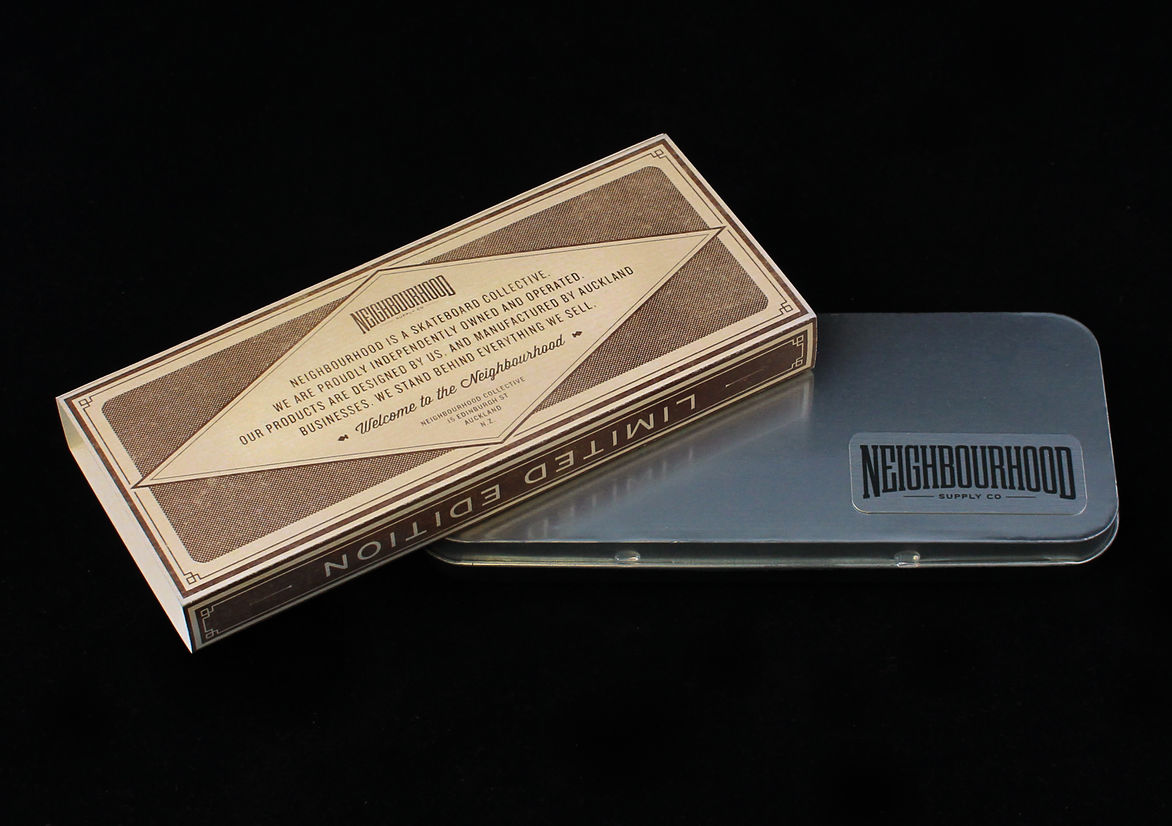 NEIGHBOURHOOD
SUPPLY CO
NEIGHBOURHOOD IS A SKATEBOARD COLLECTIVE.
WE ARE PROUDLY INDEPENDENTLY OWNED AND OPERATED.
OUR PRODUCTS ARE DESIGNED BY US, AND MANUFACTURED BY AUCKLAND
BUSINESSES. WE STAND BEHIND EVERYTHING WE SELL.
Welcome to the Neighbourhood
NEIGHBOURHOOD COLLECTIVE
15 EDINBURGH ST
AUCKLAND
N.Z.
LIMITED EDITION
NEIGHBOURHOOD
SUPPLY CO